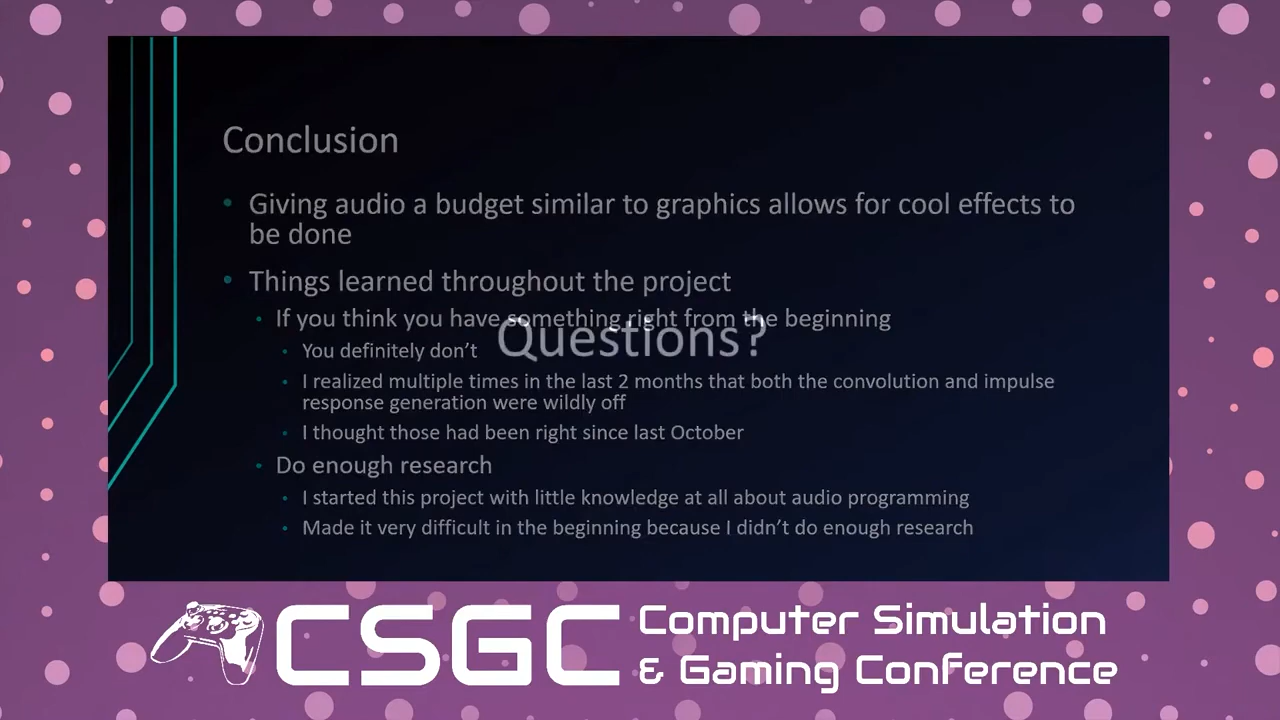 Conclusion
Giving audio a budget similar to graphics allows for cool effects to
be done
Things learned throughout the project
If you think you have something right from the beginning
Questions?
You definitely don't
I realized multiple times in the last 2 months that both the convolution and impulse
response generation were wildly off
I thought those had been right since last October
Do enough research
I started this project with little knowledge at all about audio programming
Made it very difficult in the beginning because I didn't do enough research
CSGC
Computer Simulation
& Gaming Conference